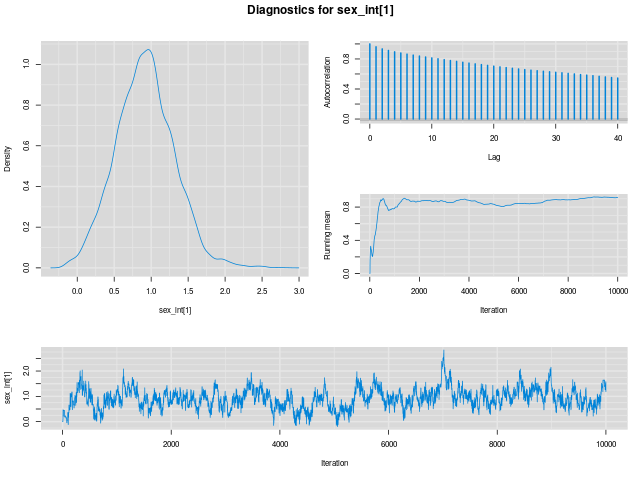 Diagnostics for sex_int[1]
Density
1.0
0.8
0.6
0.4
0.2
0.0
0.0 0.5 1.0 1.5 2.0 2.5 3.0
sex_int[1]
Autocorrelation
0.8
0.4
0.0
0 10 20 30 40
Lag
Running mean
0.8
0.4
0.0
0 2000 4000 6000 8000 10000
Iteration
sex_int[1]
2.0
1.0
0.0
0 2000 4000 6000 8000 10000
Iteration